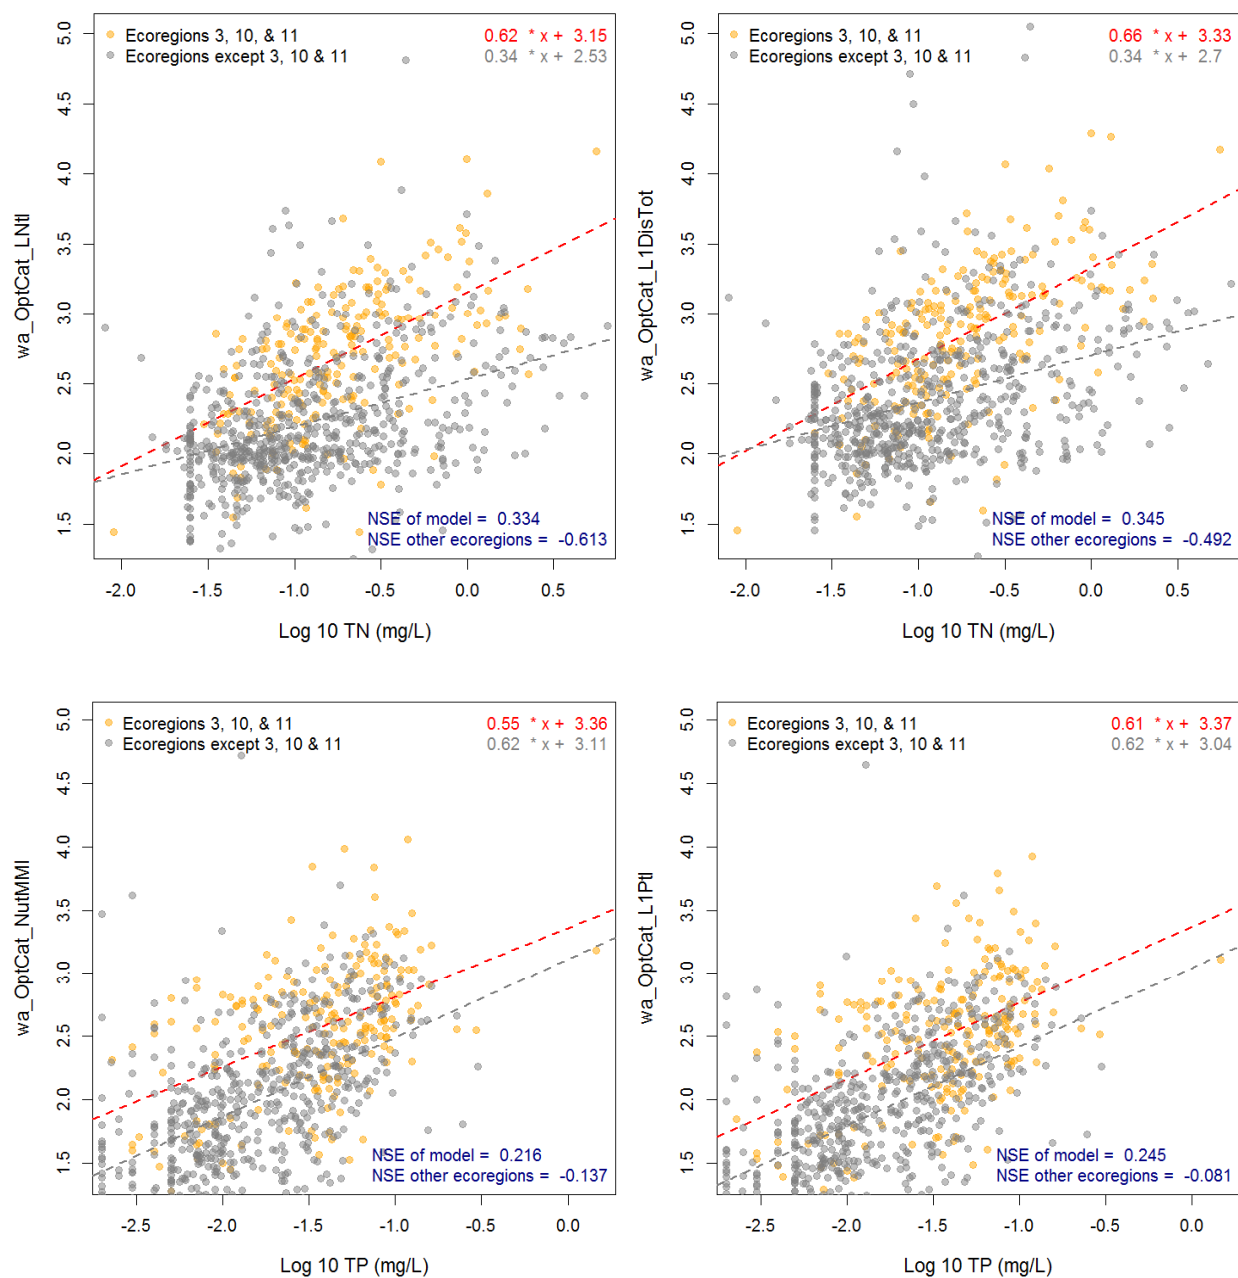 Ecoregions 3, 10, & 11 0.62 * x + 3.15
Ecoregions except 3, 10 & 11 0.34 * x + 2.53
5.0
4.5
4.0
3.5
3.0
2.5
2.0
1.5
wa_OptCat_LNtl
NSE of model = 0.334
NSE other ecoregions = -0.613
-2.0 -1.5 -1.0 -0.5 0.0 0.5
Log 10 TN (mg/L)
Ecoregions 3, 10, & 11 0.66 * x + 3.33
Ecoregions except 3, 10 & 11 0.34 * x + 2.7
5.0
4.5
4.0
3.5
3.0
2.5
2.0
1.5
wa_OptCat_L1DisTot
NSE of model = 0.345
NSE other ecoregions = -0.492
-2.0 -1.5 -1.0 -0.5 0.0 0.5
Log 10 TN (mg/L)
Ecoregions 3, 10, & 11 0.55 * x + 3.36
Ecoregions except 3, 10 & 11 0.62 * x + 3.11
5.0
4.5
4.0
3.5
3.0
2.5
2.0
1.5
wa_OptCat_NutMMI
NSE of model = 0.216
NSE other ecoregions = -0.137
-2.5 -2.0 -1.5 -1.0 -0.5 0.0
Log 10 TP (mg/L)
Ecoregions 3, 10, & 11 0.61 * x + 3.37
Ecoregions except 3, 10 & 11 0.62 * x + 3.04
5.0
4.5
4.0
3.5
3.0
2.5
2.0
1.5
wa_OptCat_L1Ptl
NSE of model = 0.245
NSE other ecoregions = -0.081
-2.5 -2.0 -1.5 -1.0 -0.5 0.0
Log 10 TP (mg/L)